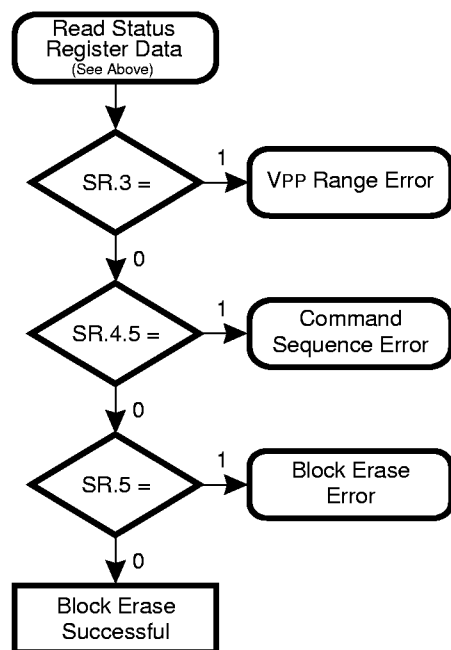 Read Status
Register Data
(See Above)
SR.3 =
1
VPP Range Error
0
SR.4.5 =
1
Command
Sequence Error
0
SR.5 =
1
Block Erase
Error
0
Block Erase
Successful